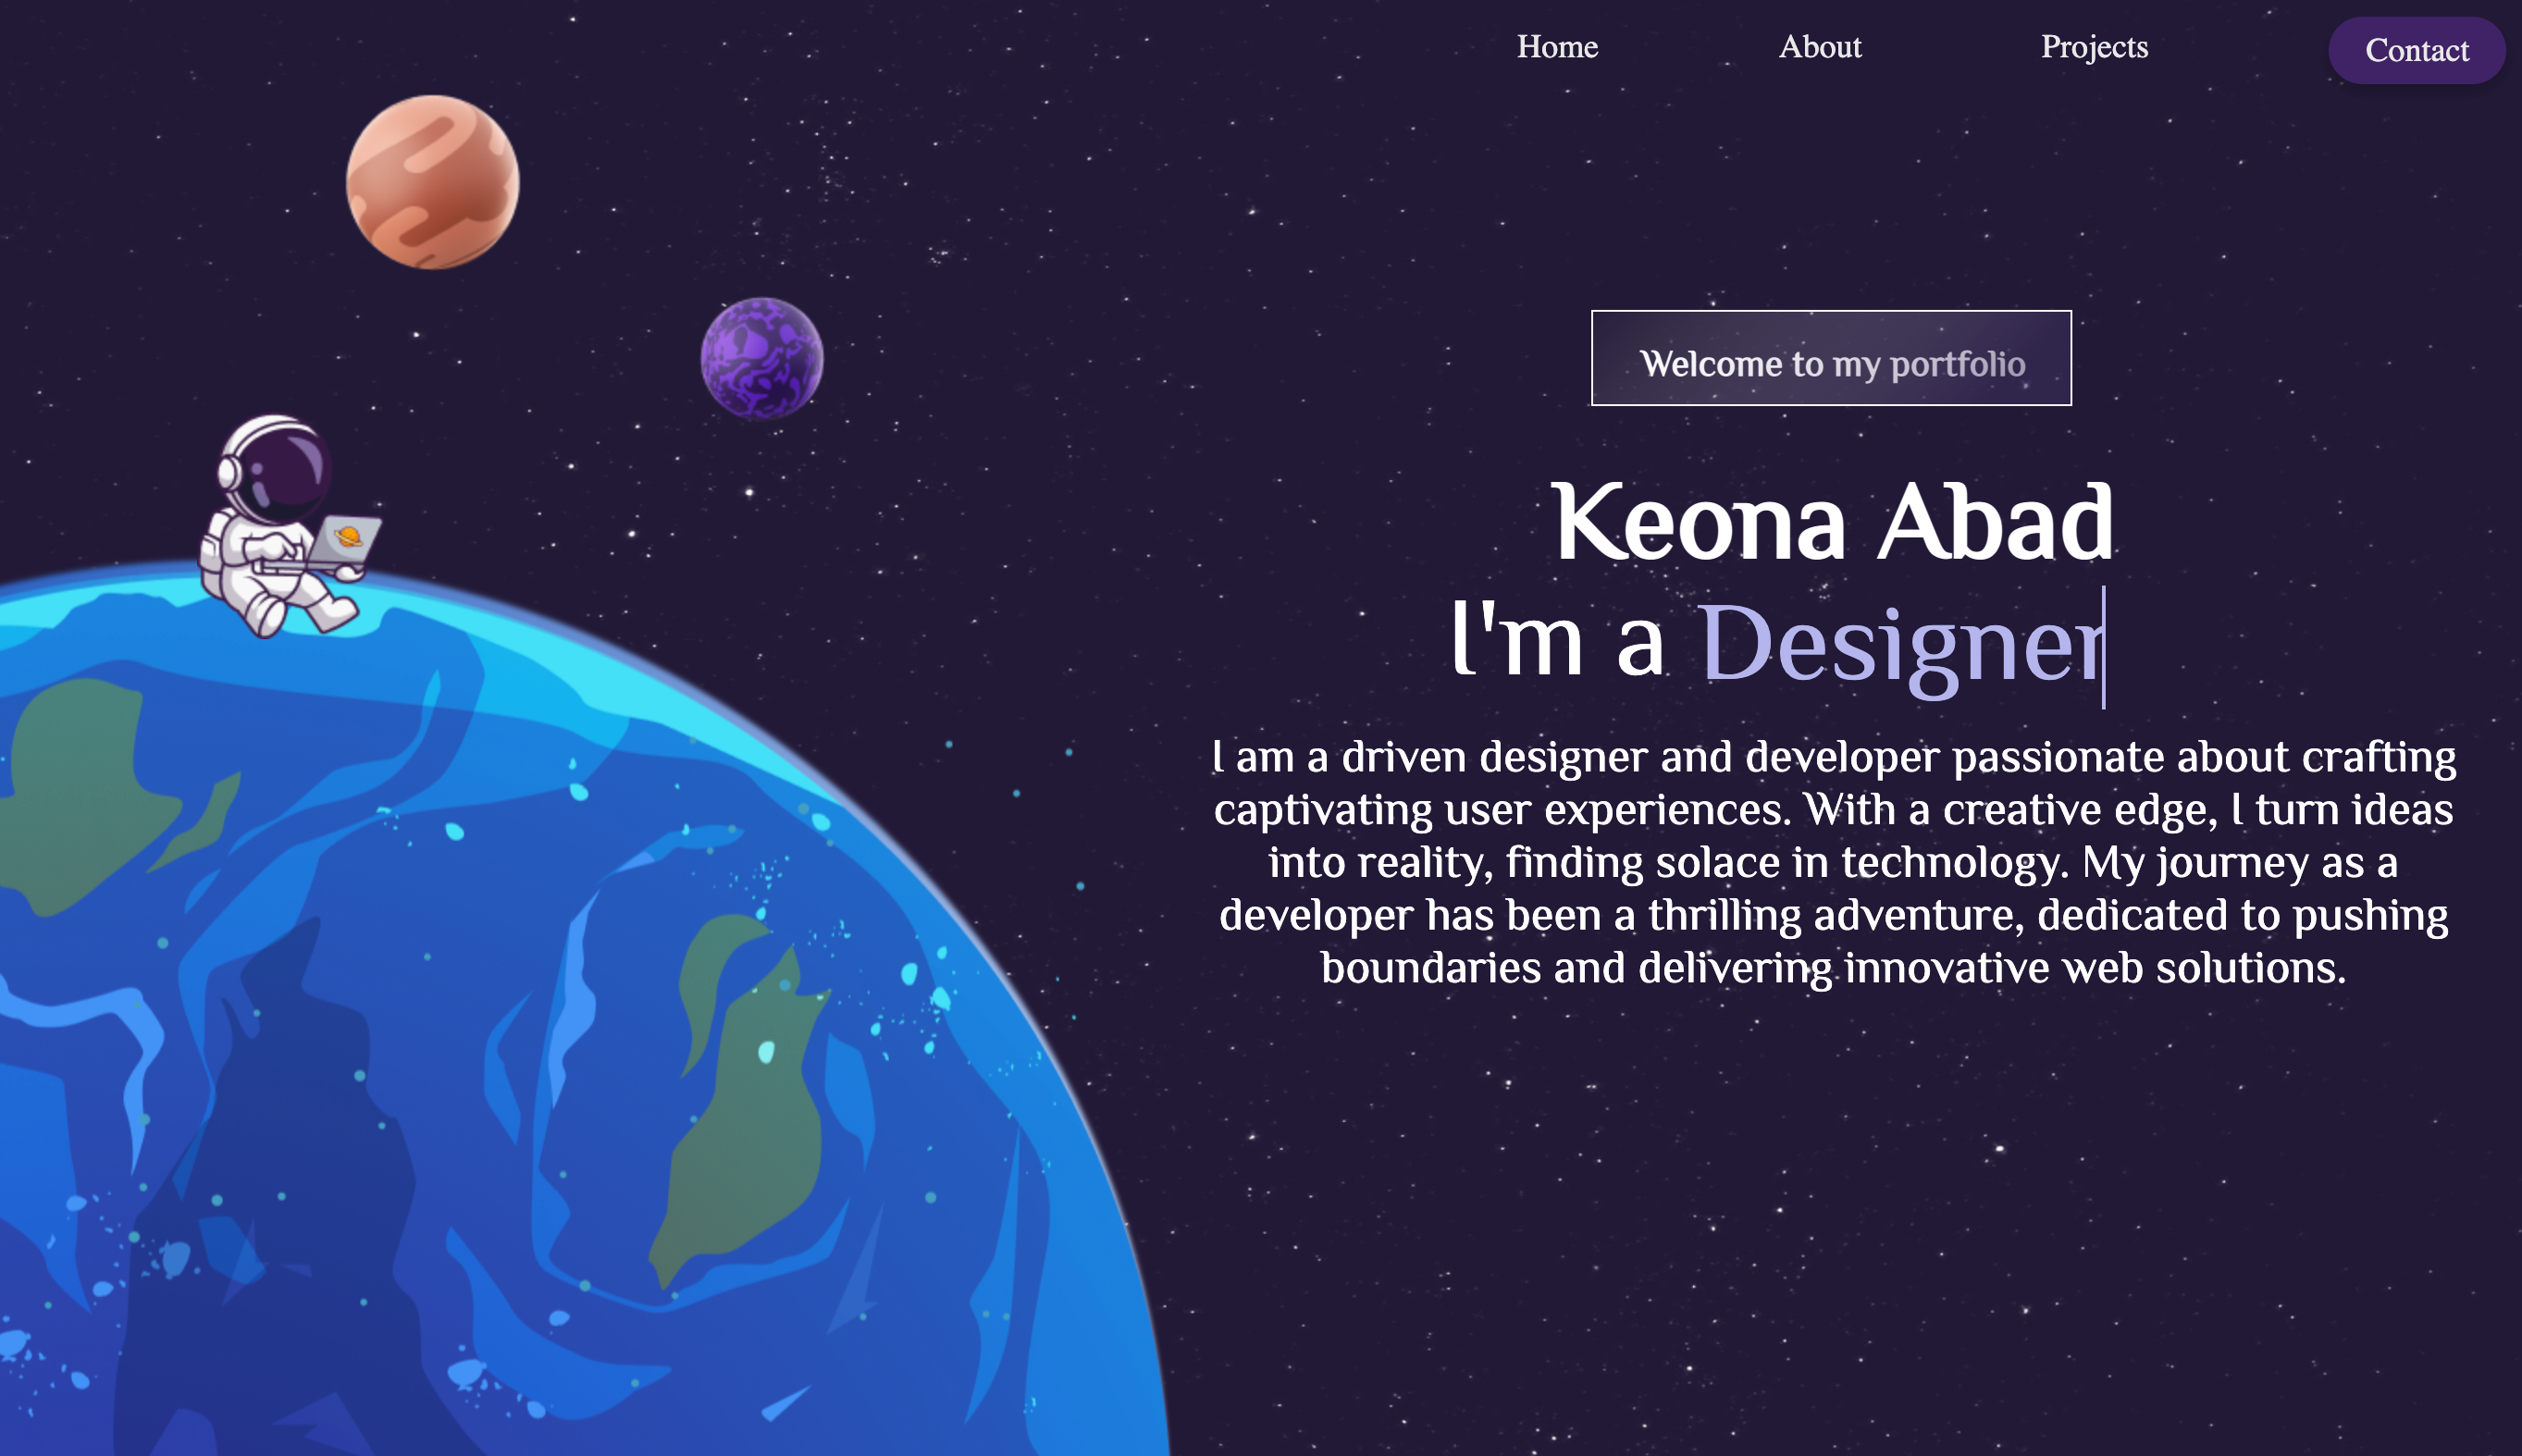 Home About Projects Contact
Welcome to my portfolio
Keona Abad
I'm a Designer
I am a driven designer and developer passionate about crafting
captivating user experiences. With a creative edge, I turn ideas
into reality, finding solace in technology. My journey as a
developer has been a thrilling adventure, dedicated to pushing
boundaries and delivering innovative web solutions.